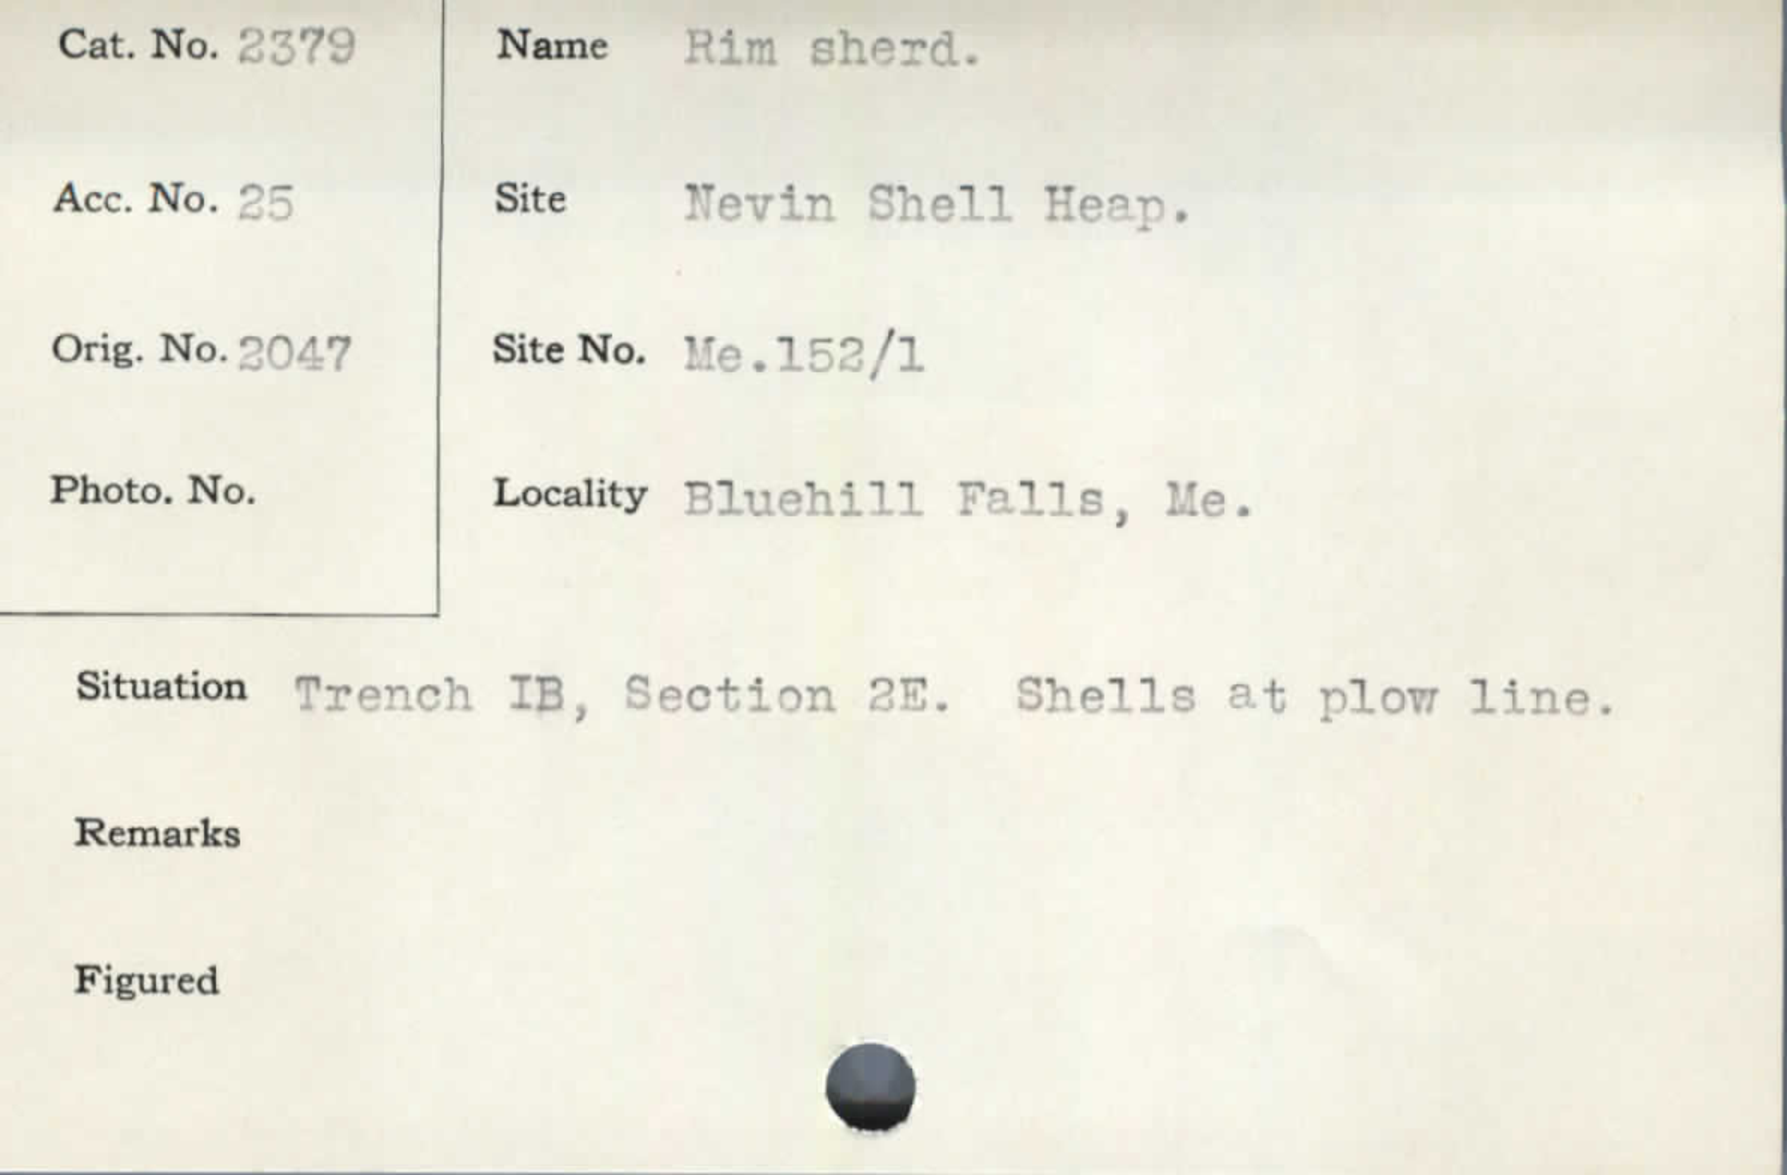 Cat. No. 2379
Name Rim sherd.
Acc. No. 25
Site Nevin Shell Heap.
Orig. No. 2047
Site No. Me.152/1
Photo. No.
Locality Bluehill Falls, Me.
Situation Trench IB, Section 2E. Shells at plow line.
Remarks
Figured